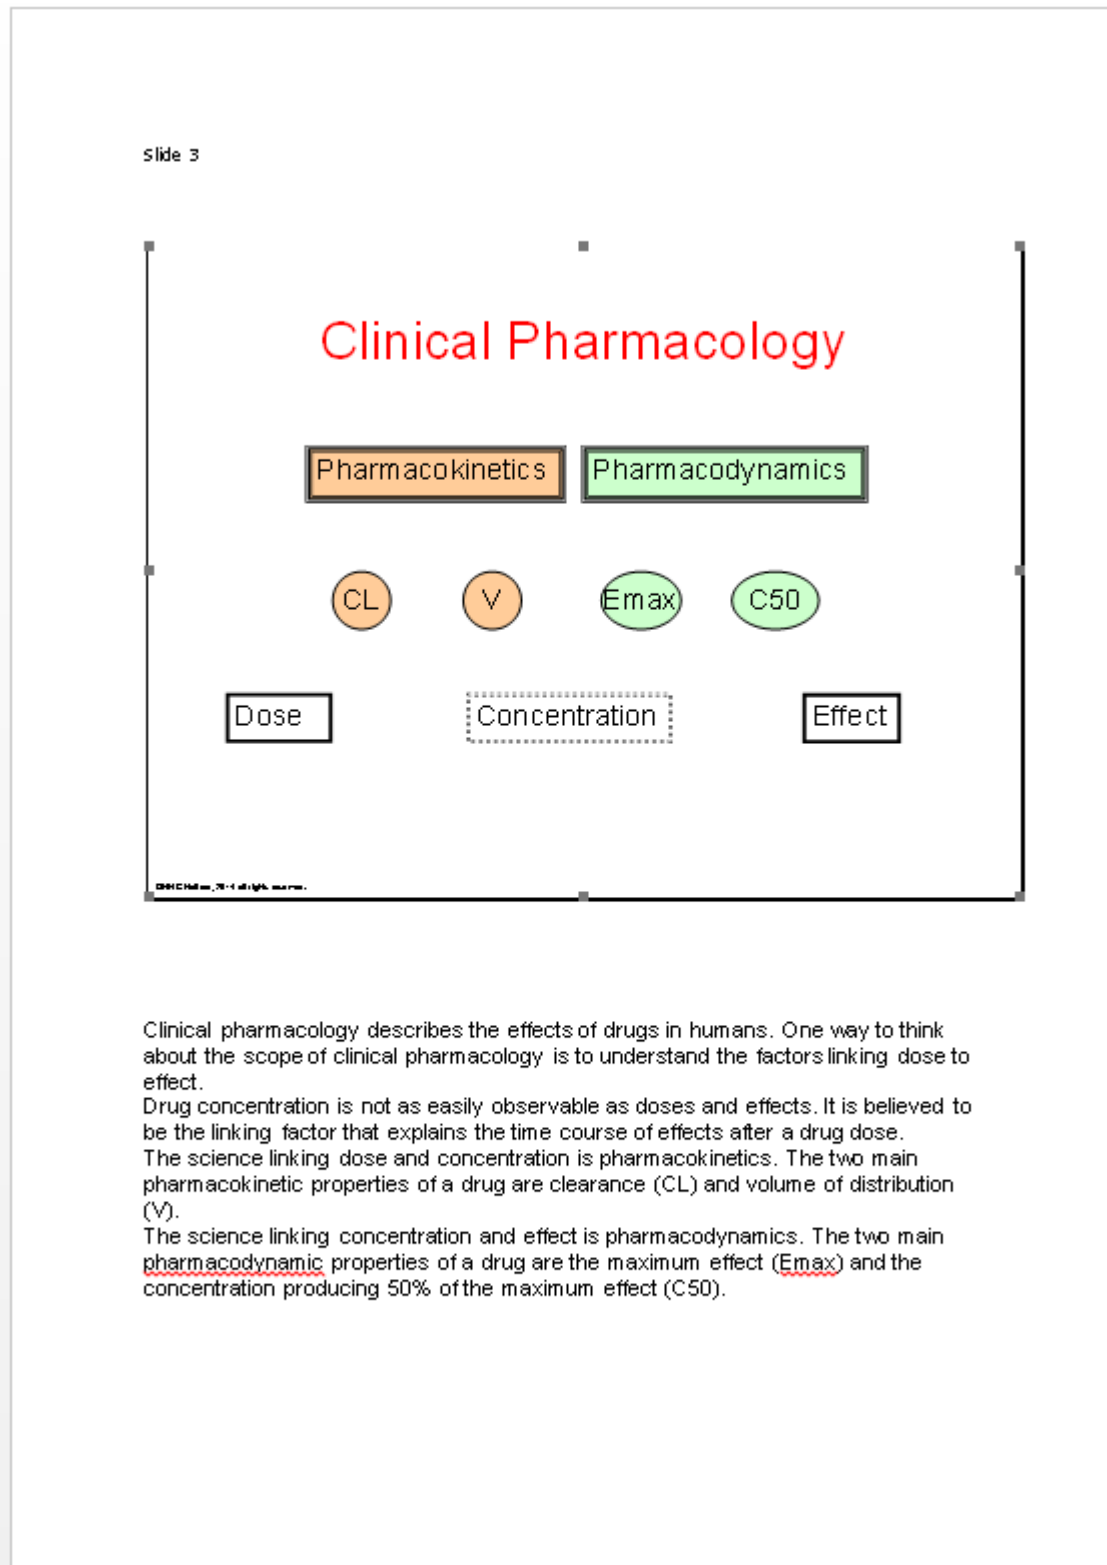 Slide 3
Clinical Pharmacology
Pharmacokinetics Pharmacodynamics
CL V Emax C50
Dose Concentration Effect
Clinical pharmacology describes the effects of drugs in humans. One way to think
about the scope of clinical pharmacology is to understand the factors linking dose to
effect.
Drug concentration is not as easily observable as doses and effects. It is believed to
be the linking factor that explains the time course of effects after a drug dose.
The science linking dose and concentration is pharmacokinetics. The two main
pharmacokinetic properties of a drug are clearance (CL) and volume of distribution
(V).
The science linking concentration and effect is pharmacodynamics. The two main
pharmacodynamic properties of a drug are the maximum effect (Emax) and the
concentration producing 50% of the maximum effect (C50).